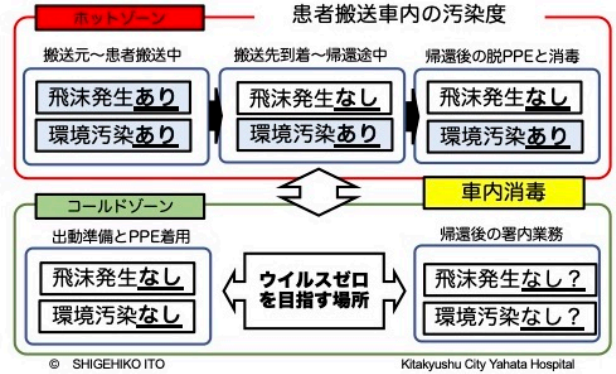 ホットゾーン
患者搬送車内の汚染度
搬送元～患者搬送中
飛沫発生あり
環境汚染あり
搬送先到着～帰還途中
飛沫発生なし
環境汚染あり
帰還後の脱PPEと消毒
飛沫発生なし
環境汚染あり
車内消毒
コールドゾーン
出動準備とPPE着用
飛沫発生なし
環境汚染なし
ウイルスゼロ
を目指す場所
帰還後の署内業務
飛沫発生なし？
環境汚染なし？
© SHIGEHIKO ITO
Kitakyushu City Yahata Hospital